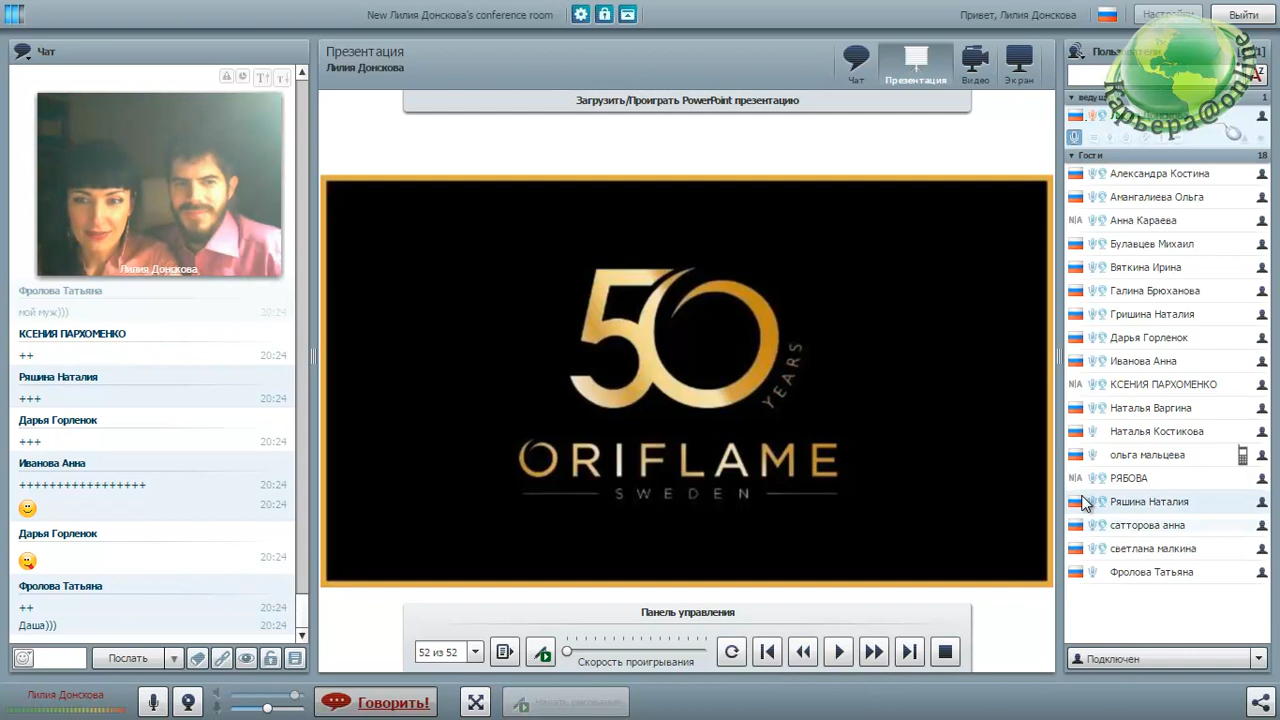 New Лилия Донскова's conference room
Привет, Лилия Донскова
Настройки
Выйти
Чат
Лилия Донскова
Фролова Татьяна
мой муж)))
20:24
КСЕНИЯ ПАРХОМЕНКО
++
20:24
Ряшина Наталия
+++
20:24
Дарья Горленок
+++
20:24
Иванова Анна
+++++++++++++++++
20:24
20:24
Дарья Горленок
20:24
Фролова Татьяна
++
20:24
Даша)))
20:24
Послать
Презентация
Лилия Донскова
Чат
Презентация
Видео
Экран
Загрузить/Проиграть PowerPoint презентацию
50
YEARS
ORIFLAME
SWEDEN
Панель управления
52 из 52
Скорость проигрывания
карьера@online
1
Гости
18
Александра Костина
Амангалиева Ольга
N|A Анна Караева
Булавцев Михаил
Вяткина Ирина
Галина Брюханова
Гришина Наталия
Дарья Горленок
Иванова Анна
N|A КСЕНИЯ ПАРХОМЕНКО
Наталья Варгина
Наталья Костикова
ольга мальцева
N|A РЯБОВА
Ряшина Наталия
сатторова анна
светлана малкина
Фролова Татьяна
Подключен
Лилия Донскова
Говорить!